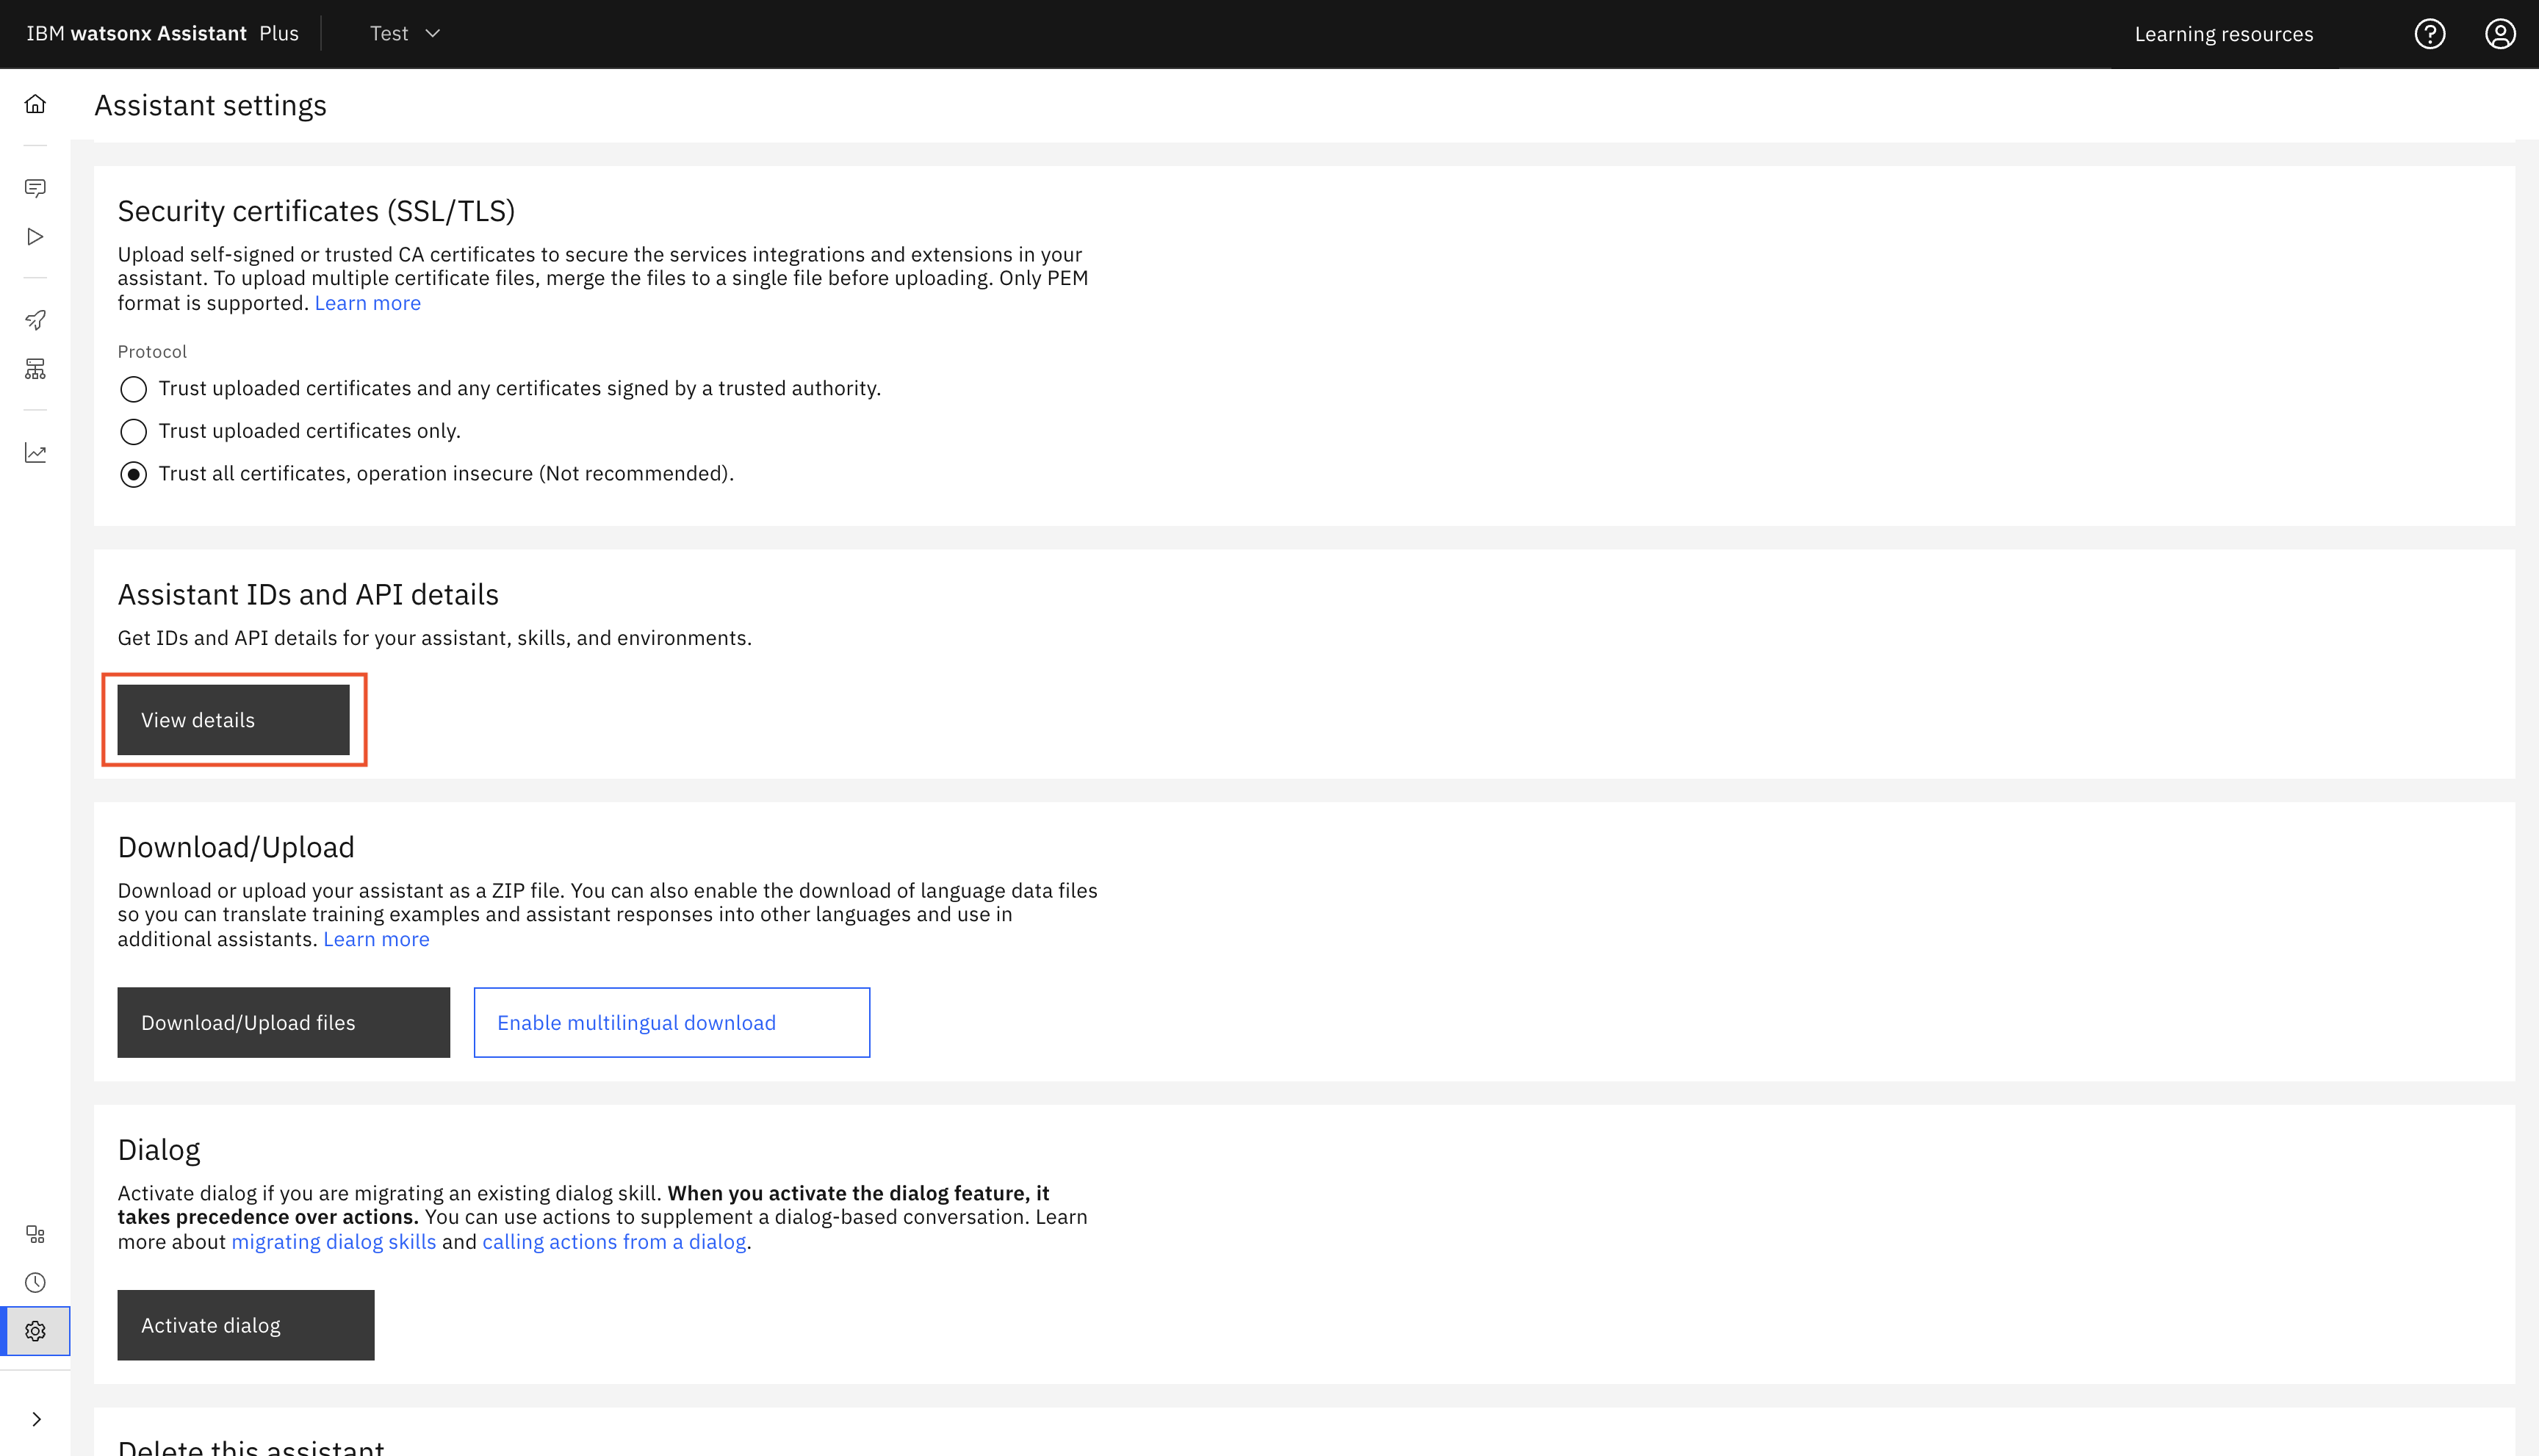 IBM watsonx Assistant Plus
Test
Learning resources
Assistant settings
Security certificates (SSL/TLS)
Upload self-signed or trusted CA certificates to secure the services integrations and extensions in your
assistant. To upload multiple certificate files, merge the files to a single file before uploading. Only PEM
format is supported. Learn more
Protocol
Trust uploaded certificates and any certificates signed by a trusted authority.
Trust uploaded certificates only.
Trust all certificates, operation insecure (Not recommended).
Assistant IDs and API details
Get IDs and API details for your assistant, skills, and environments.
View details
Download/Upload
Download or upload your assistant as a ZIP file. You can also enable the download of language data files
so you can translate training examples and assistant responses into other languages and use in
additional assistants. Learn more
Download/Upload files
Enable multilingual download
Dialog
Activate dialog if you are migrating an existing dialog skill. When you activate the dialog feature, it
takes precedence over actions. You can use actions to supplement a dialog-based conversation. Learn
more about migrating dialog skills and calling actions from a dialog.
Activate dialog
Delete this assistant